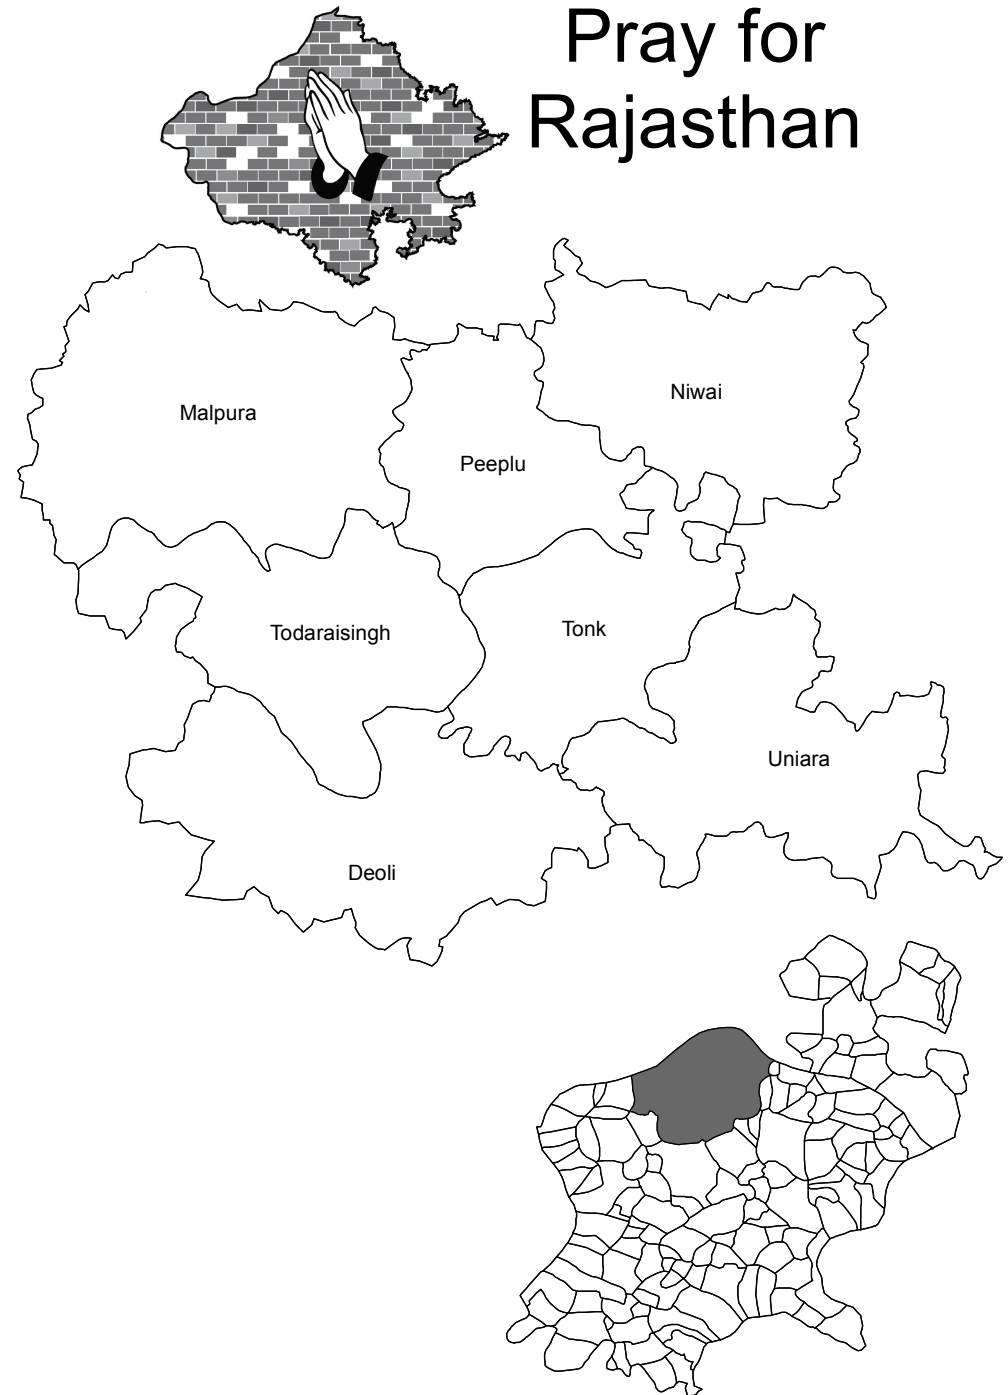 Pray for
Rajasthan
Niwai
Malpura
Peeplu
Tonk
Todaraisingh
Uniara
Deoli